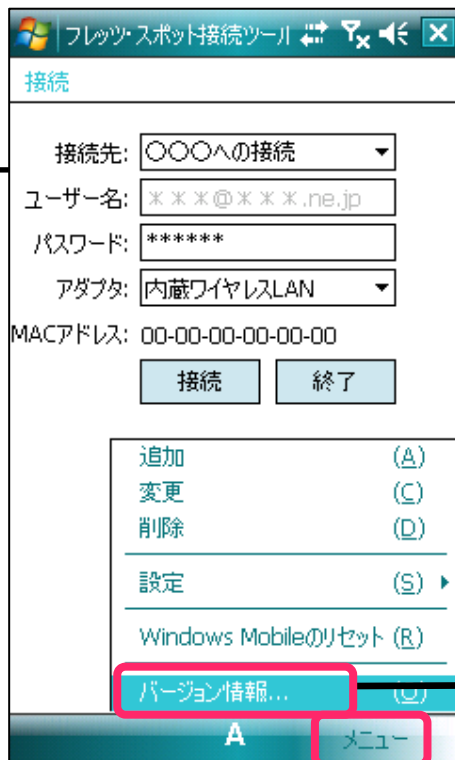 フレッツ・スポット接続ツール
接続
接続先: 〇〇〇への接続
ユーザー名: ＊＊＊@＊＊＊.ne.jp
パスワード: ******
アダプタ: 内蔵ワイヤレスLAN
MACアドレス: 00-00-00-00-00-00
接続 終了
追加 (A)
変更 (C)
削除 (D)
設定 (S)
Windows Mobileのリセット (R)
バージョン情報... (O)
A メニュー